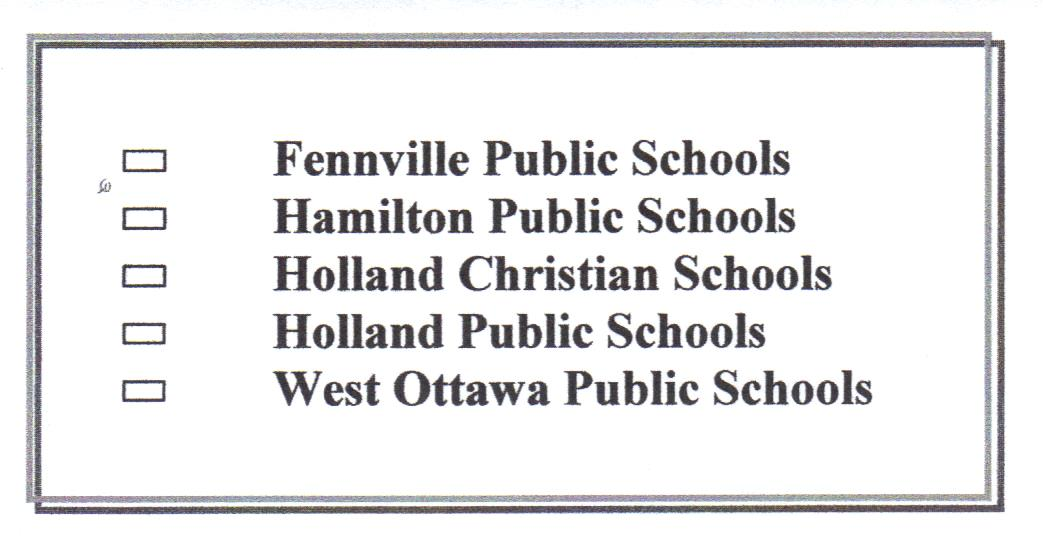 Fennville Public Schools
Hamilton Public Schools
Holland Christian Schools
Holland Public Schools
West Ottawa Public Schools